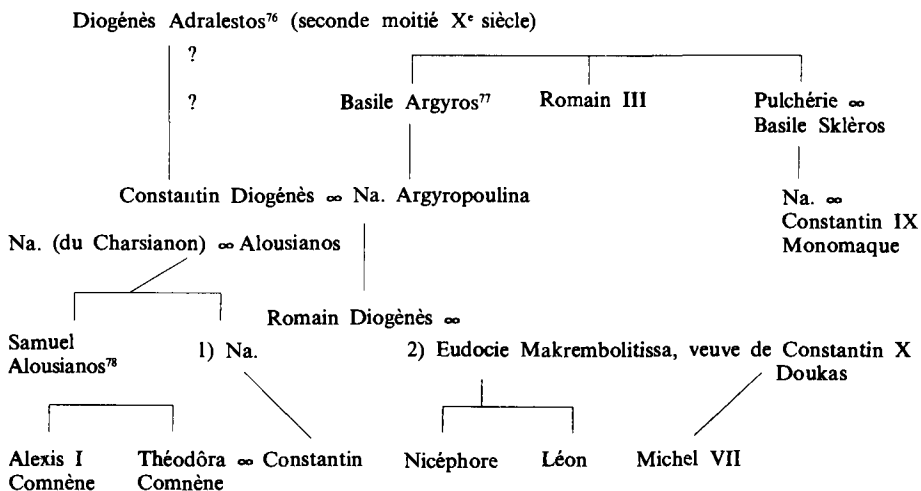 Diogénès Adralestos⁷⁶ (seconde moitié Xᵉ siècle)
?
?
Basile Argyros⁷⁷ Romain III Pulchérie ∞
Basile Sklèros
Constantin Diogénès ∞ Na. Argyropoulina
Na. ∞
Constantin IX
Monomaque
Na. (du Charsianon) ∞ Alousianos
Romain Diogènès ∞
Samuel
Alousianos⁷⁸
1) Na.
2) Eudocie Makrembolitissa, veuve de Constantin X
Doukas
Alexis I
Comnène
Théodôra ∞ Constantin
Comnène
Nicéphore Léon Michel VII